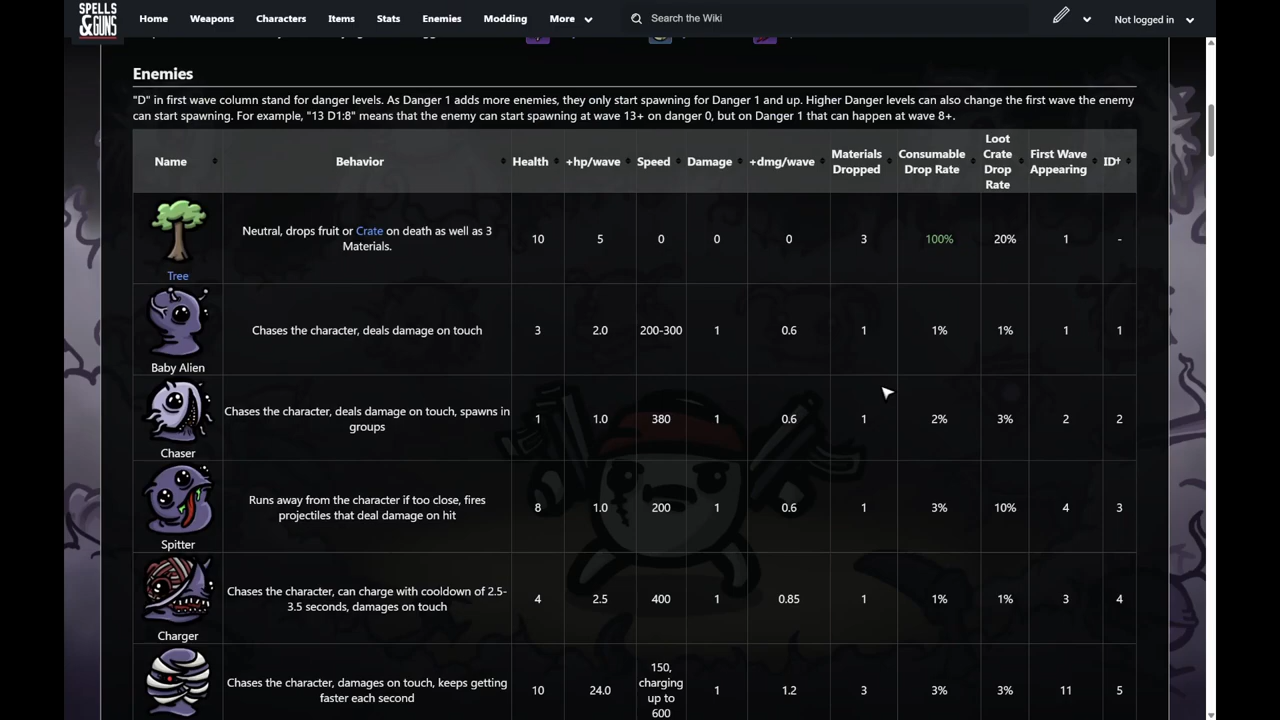 SPELLS
&GUNS
Home Weapons Characters Items Stats Enemies Modding More Search the Wiki Not logged in
Enemies
"D" in first wave column stand for danger levels. As Danger 1 adds more enemies, they only start spawning for Danger 1 and up. Higher Danger levels can also change the first wave the enemy
can start spawning. For example, "13 D1:8" means that the enemy can start spawning at wave 13+ on danger 0, but on Danger 1 that can happen at wave 8+.
Name Behavior Health +hp/wave Speed Damage +dmg/wave Materials Dropped Consumable Drop Rate Loot Crate Drop Rate First Wave Appearing ID†
Neutral, drops fruit or Crate on death as well as 3
Materials.
10 5 0 0 0 3 100% 20% 1 -
Tree
Chases the character, deals damage on touch 3 2.0 200-300 1 0.6 1 1% 1% 1 1
Baby Alien
Chases the character, deals damage on touch, spawns in
groups
1 1.0 380 1 0.6 1 2% 3% 2 2
Chaser
Runs away from the character if too close, fires
projectiles that deal damage on hit
8 1.0 200 1 0.6 1 3% 10% 4 3
Spitter
Chases the character, can charge with cooldown of 2.5-
3.5 seconds, damages on touch
4 2.5 400 1 0.85 1 1% 1% 3 4
Charger
Chases the character, damages on touch, keeps getting
faster each second
10 24.0
150,
charging
up to
600
1 1.2 3 3% 3% 11 5